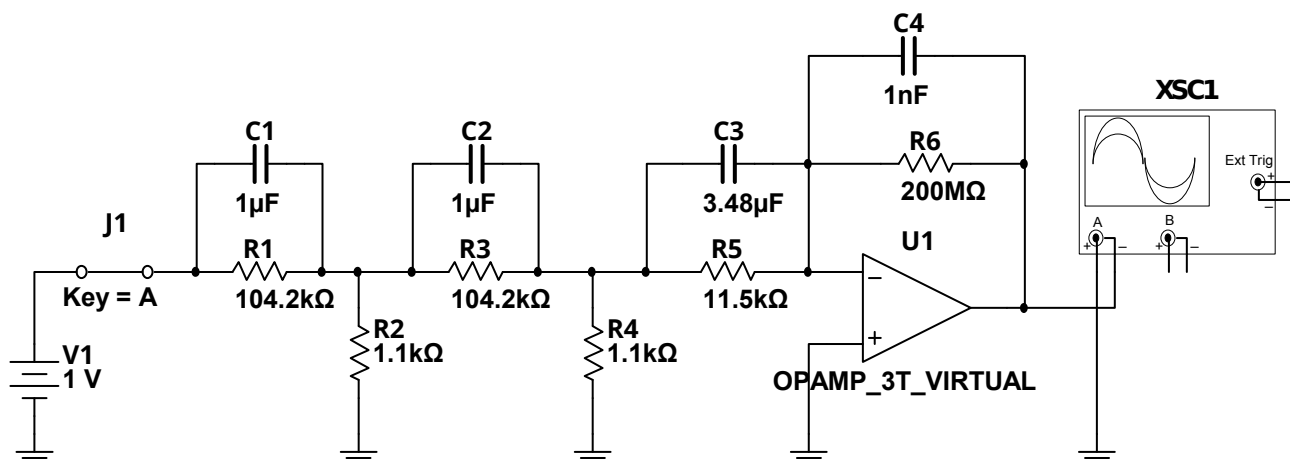 C4
1nF
XSC1
C1
1µF
C2
1µF
C3
3.48µF
R6
200MΩ
Ext Trig
+
−
A
B
+
−
+
−
J1
Key = A
R1
104.2kΩ
R3
104.2kΩ
R5
11.5kΩ
U1
−
+
OPAMP_3T_VIRTUAL
R2
1.1kΩ
R4
1.1kΩ
V1
1 V